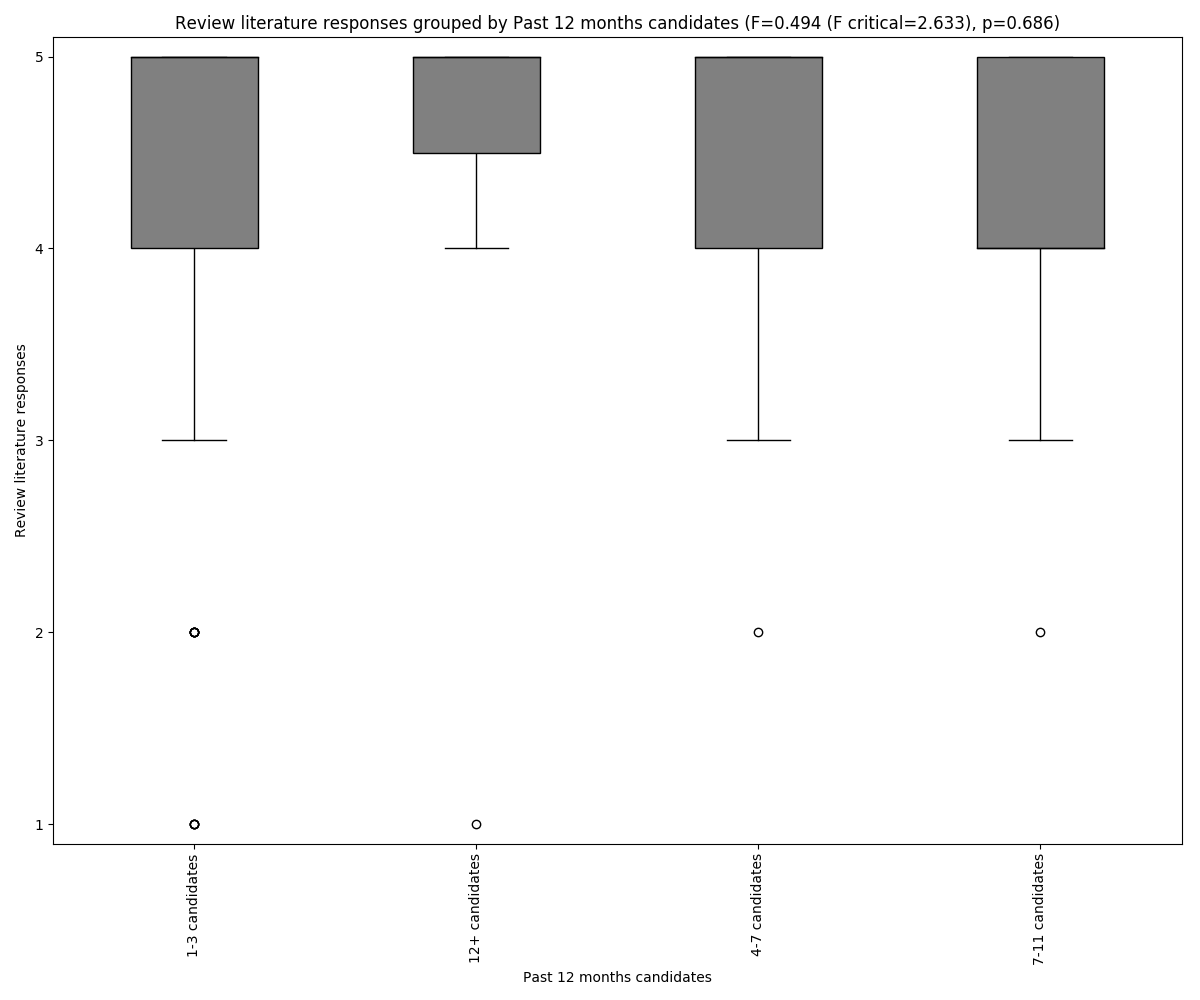 Review literature responses grouped by Past 12 months candidates (F=0.494 (F critical=2.633), p=0.686)
Review literature responses
5
4
3
2
1
1-3 candidates
12+ candidates
4-7 candidates
7-11 candidates
Past 12 months candidates